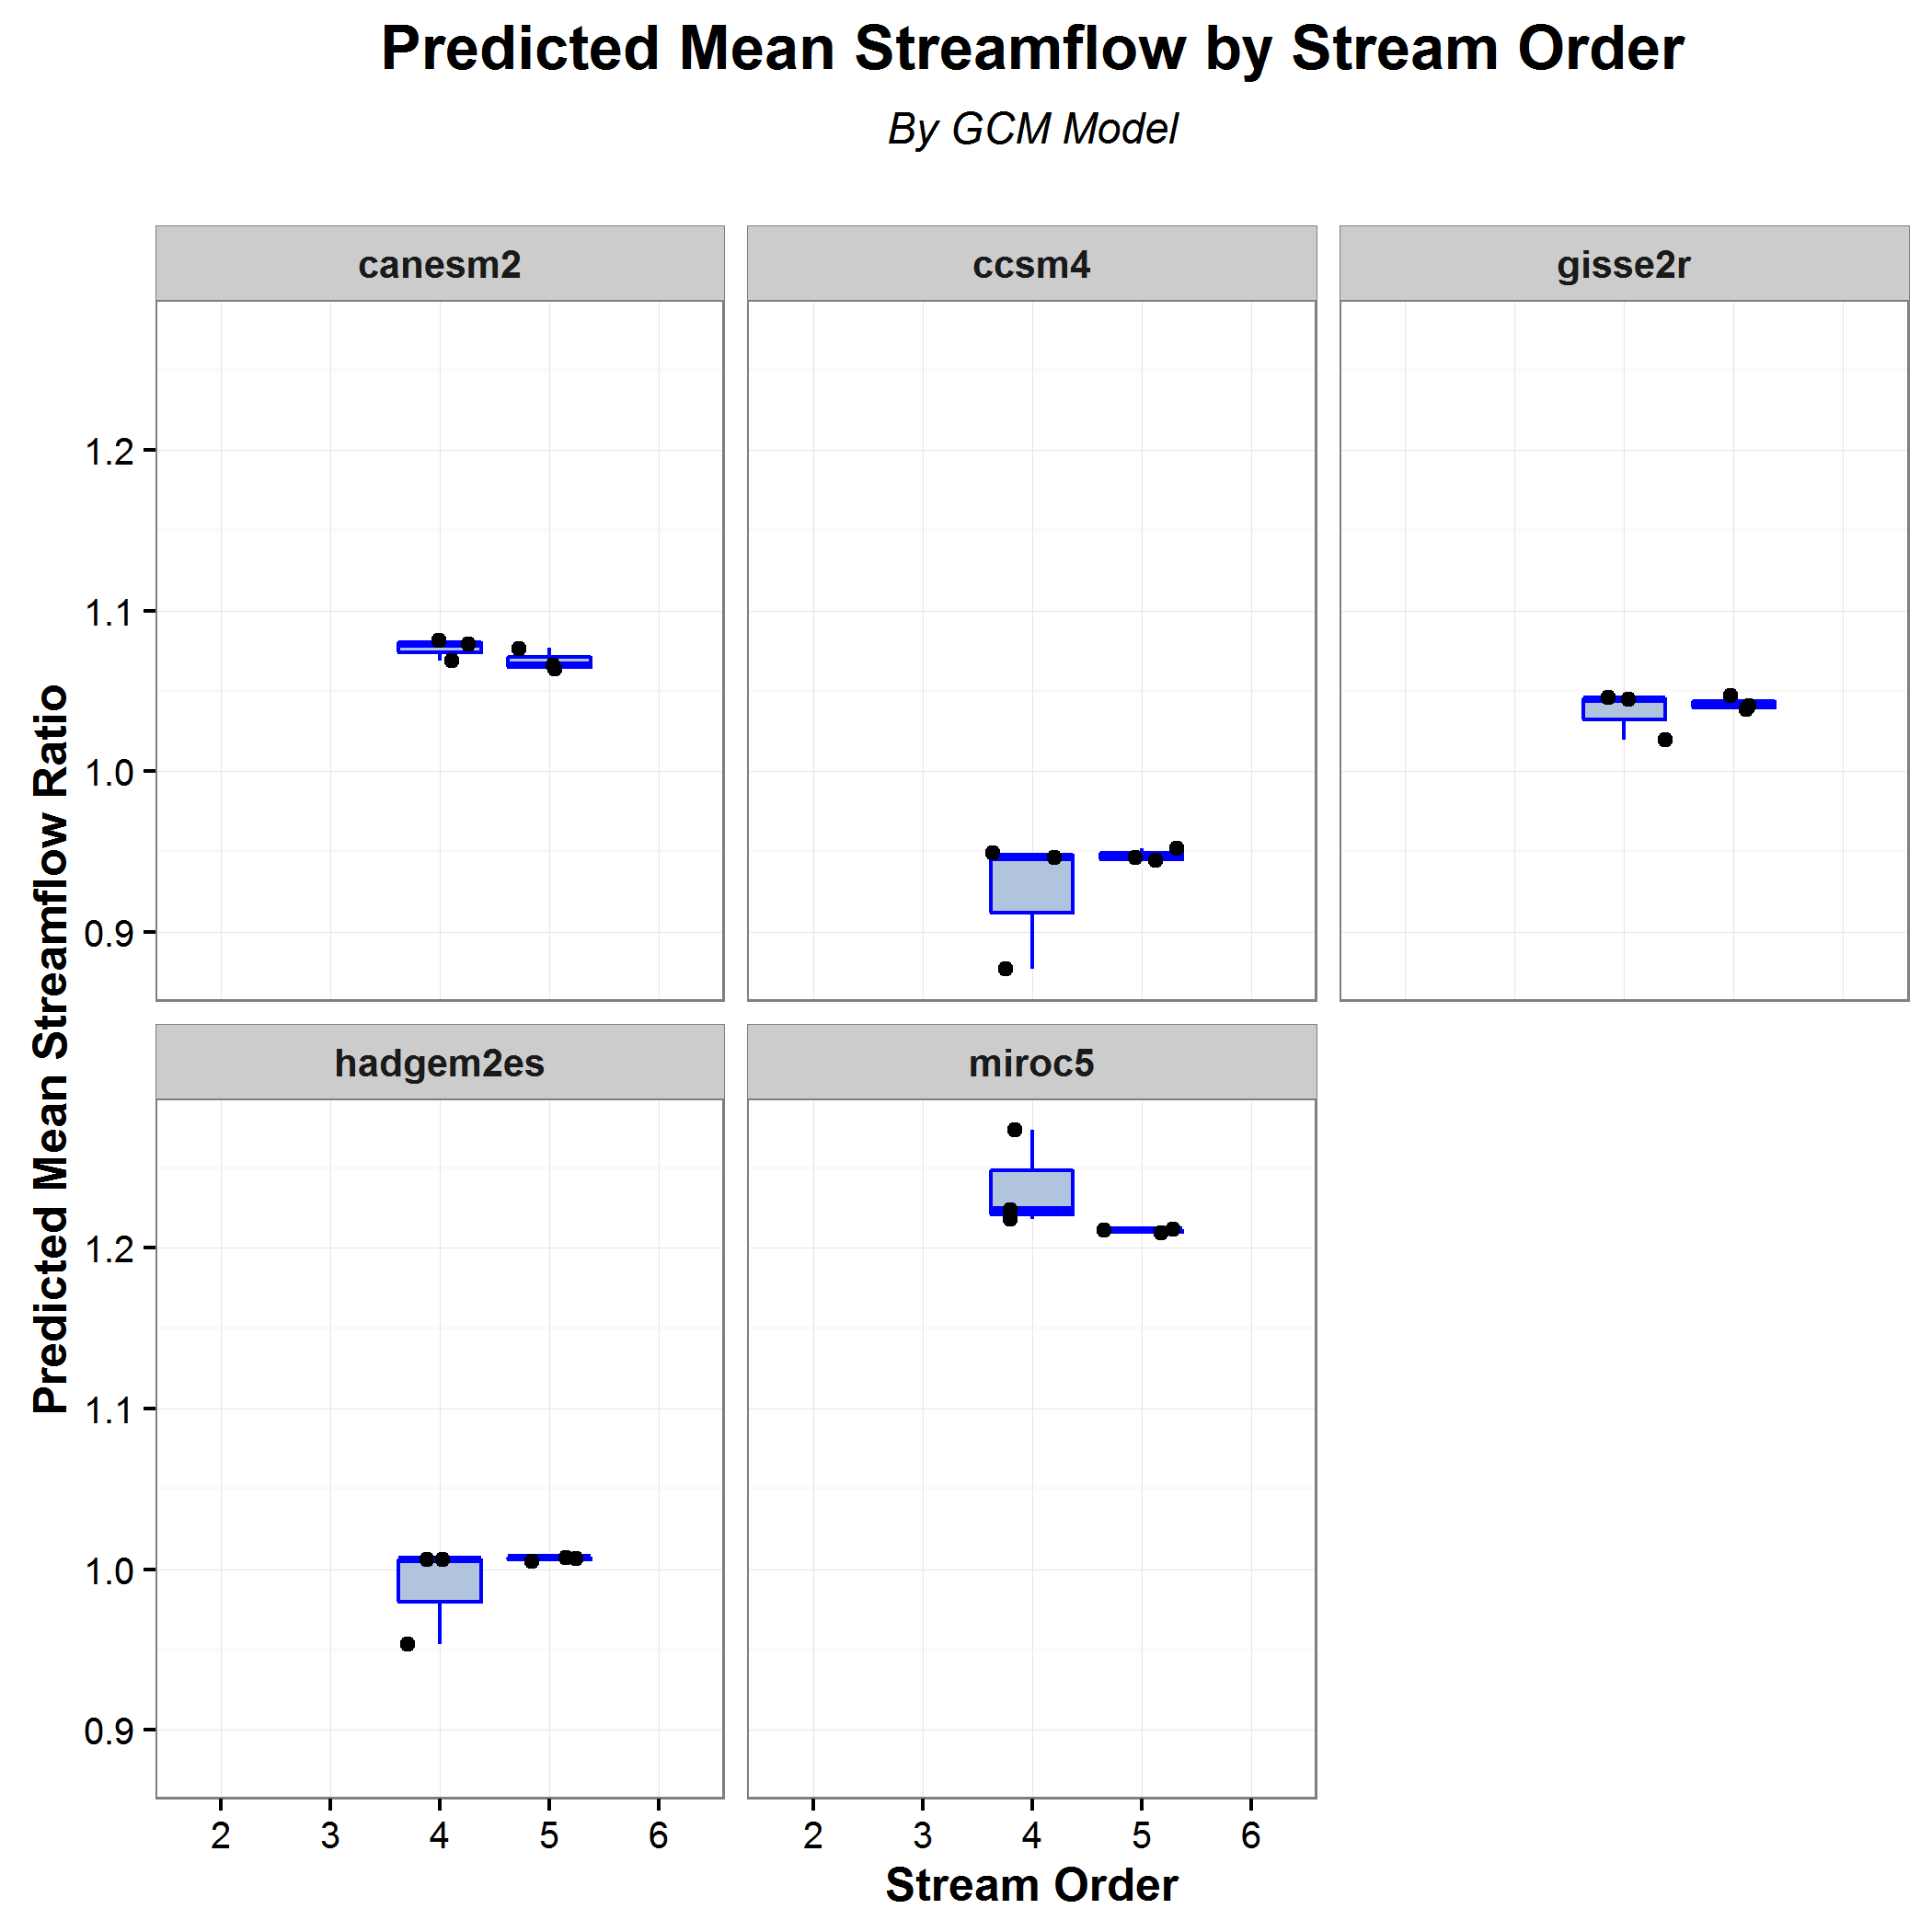 Predicted Mean Streamflow by Stream Order
By GCM Model
canesm2
ccsm4
gisse2r
1.2
1.1
1.0
0.9
Predicted Mean Streamflow Ratio
hadgem2es
miroc5
1.2
1.1
1.0
0.9
2 3 4 5 6
2 3 4 5 6
Stream Order